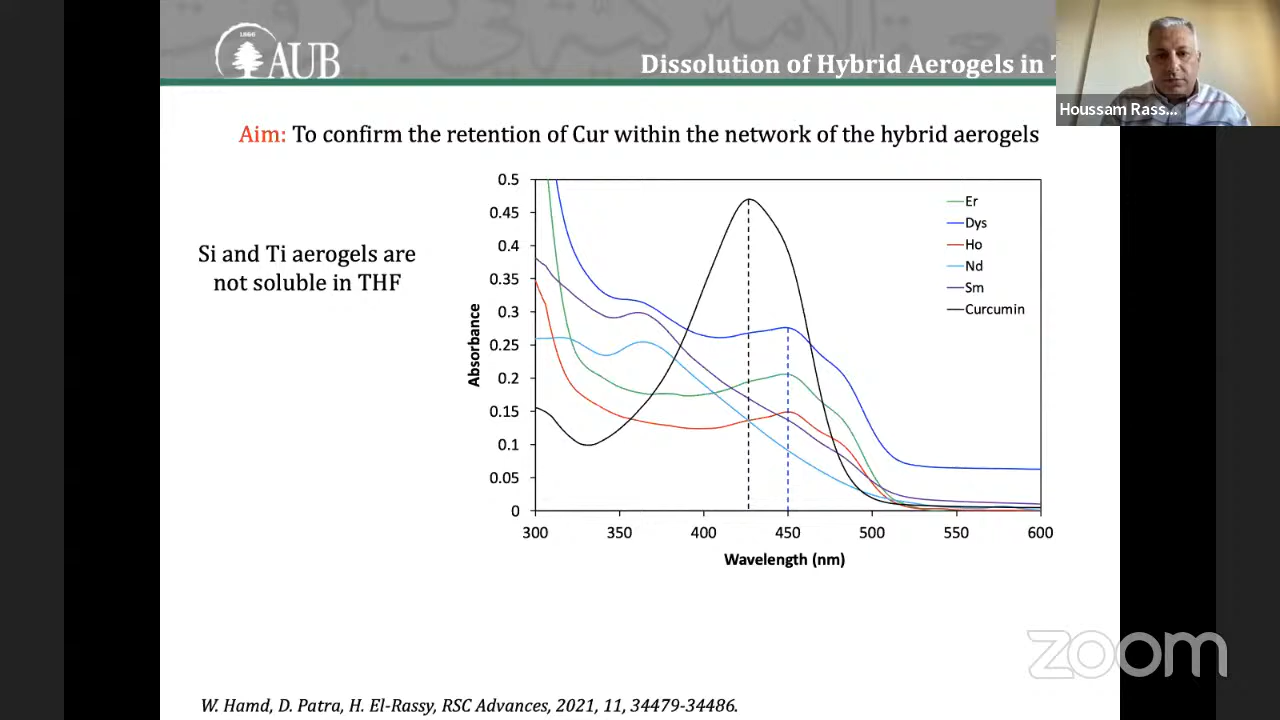 1866
AUB
Dissolution of Hybrid Aerogels in T
Houssam Rass...
Aim: To confirm the retention of Cur within the network of the hybrid aerogels
Si and Ti aerogels are
not soluble in THF
0.5
0.45
0.4
0.35
0.3
0.25
0.2
0.15
0.1
0.05
0
Absorbance
Er
Dys
Ho
Nd
Sm
Curcumin
300 350 400 450 500 550 600
Wavelength (nm)
zoom
W. Hamd, D. Patra, H. El-Rassy, RSC Advances, 2021, 11, 34479-34486.